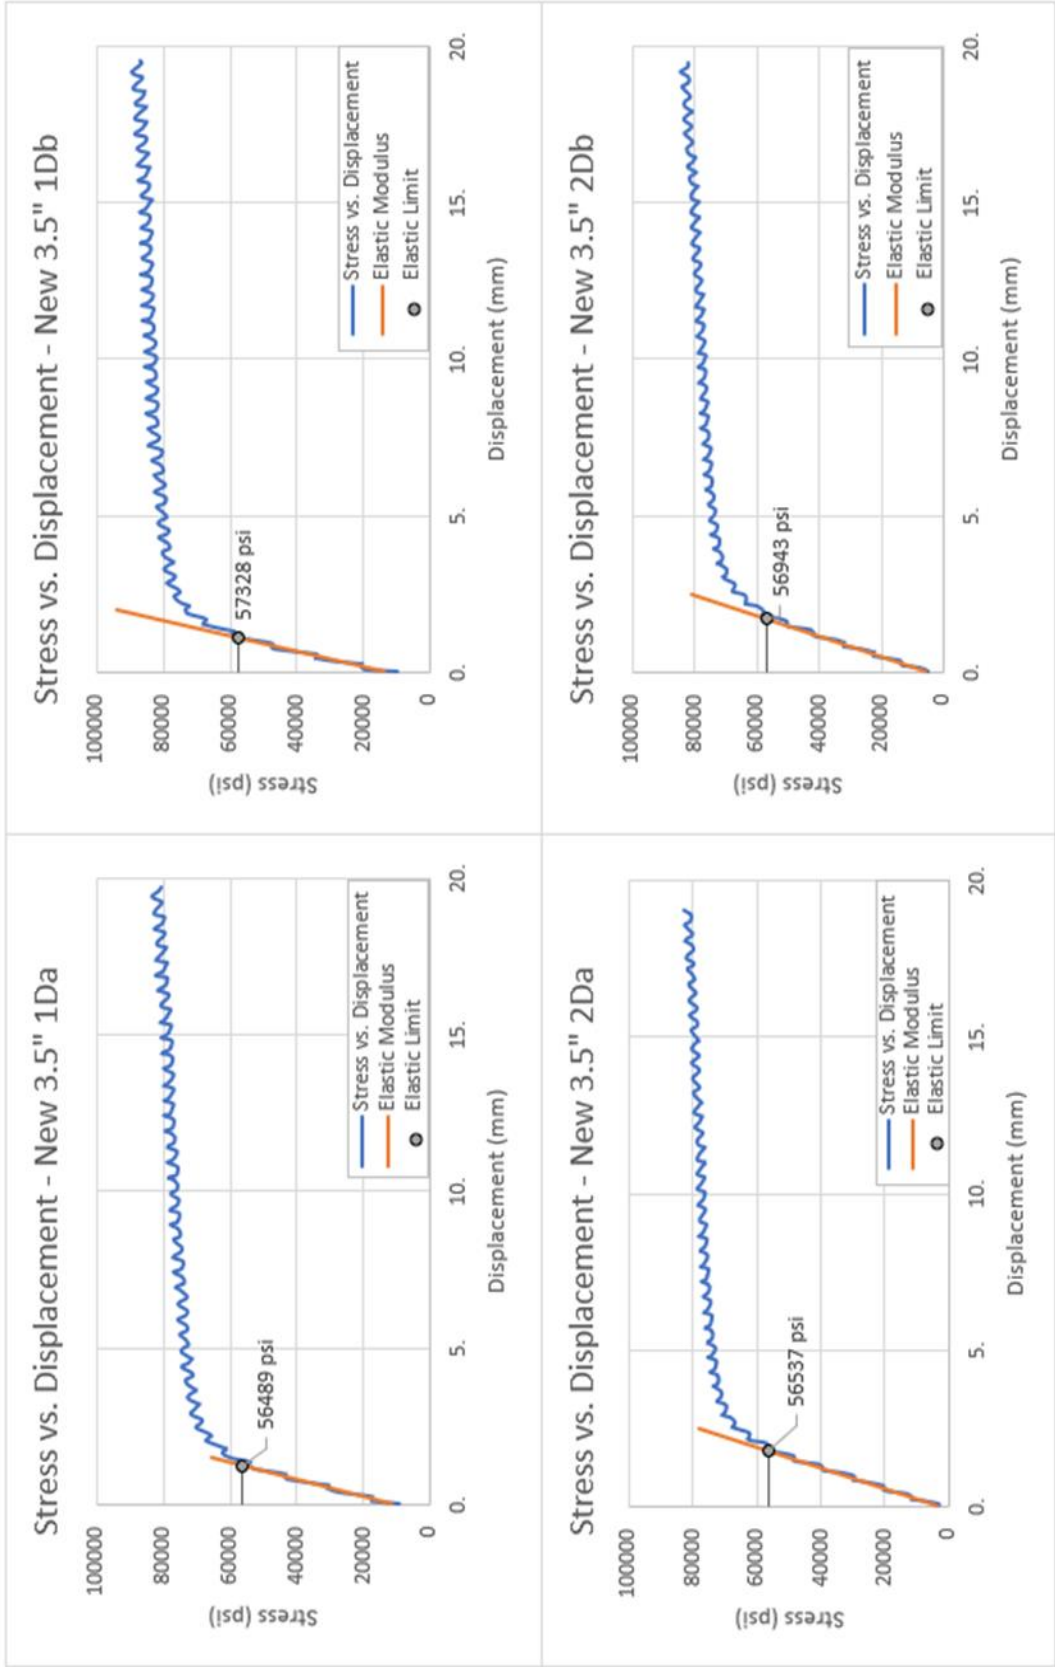 Stress vs. Displacement - New 3.5" 1Da
100000
80000
60000
40000
20000
0
Stress (psi)
56489 psi
Stress vs. Displacement
Elastic Modulus
Elastic Limit
0.
5.
10.
15.
20.
Displacement (mm)
Stress vs. Displacement - New 3.5" 1Db
100000
80000
60000
40000
20000
0
Stress (psi)
57328 psi
Stress vs. Displacement
Elastic Modulus
Elastic Limit
0.
5.
10.
15.
20.
Displacement (mm)
Stress vs. Displacement - New 3.5" 2Da
100000
80000
60000
40000
20000
0
Stress (psi)
56537 psi
Stress vs. Displacement
Elastic Modulus
Elastic Limit
0.
5.
10.
15.
20.
Displacement (mm)
Stress vs. Displacement - New 3.5" 2Db
100000
80000
60000
40000
20000
0
Stress (psi)
56943 psi
Stress vs. Displacement
Elastic Modulus
Elastic Limit
0.
5.
10.
15.
20.
Displacement (mm)